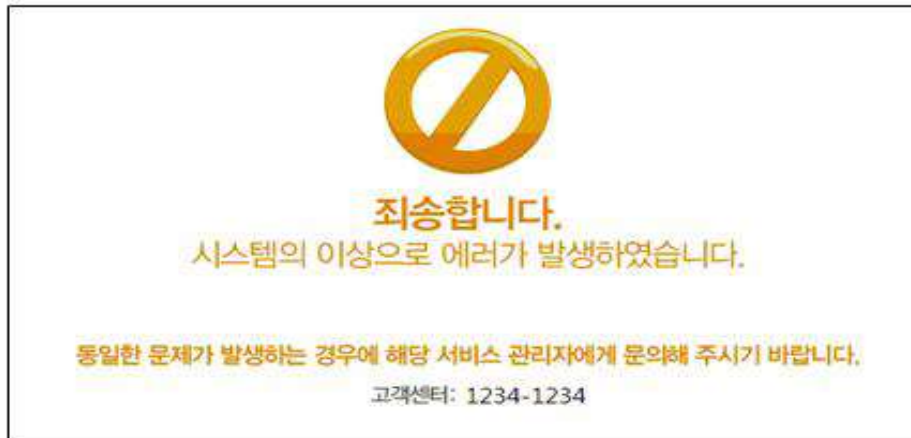 죄송합니다.
시스템의 이상으로 에러가 발생하였습니다.
동일한 문제가 발생하는 경우에 해당 서비스 관리자에게 문의해 주시기 바랍니다.
고객센터: 1234-1234